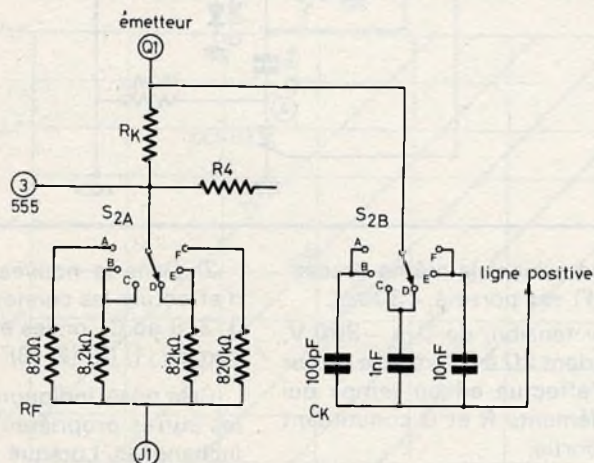 émetteur
Q1
RK
3
R4
555
S2A
S2B
A
B
C
D
E
F
A
B
C
D
E
F
ligne positive
820Ω
8,2kΩ
82kΩ
820kΩ
100pF
1nF
10nF
RF
CK
J1